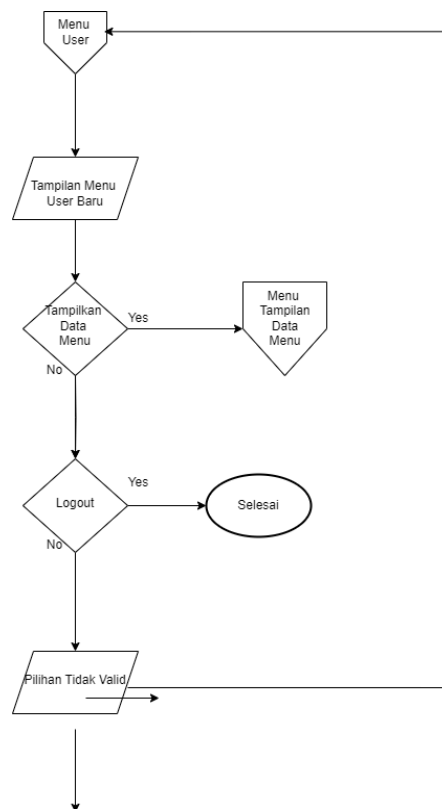 Menu
User
Tampilan Menu
User Baru
Tampilkan
Data
Menu
Yes
Menu
Tampilan
Data
Menu
No
Logout
Yes
Selesai
No
Pilihan Tidak Valid